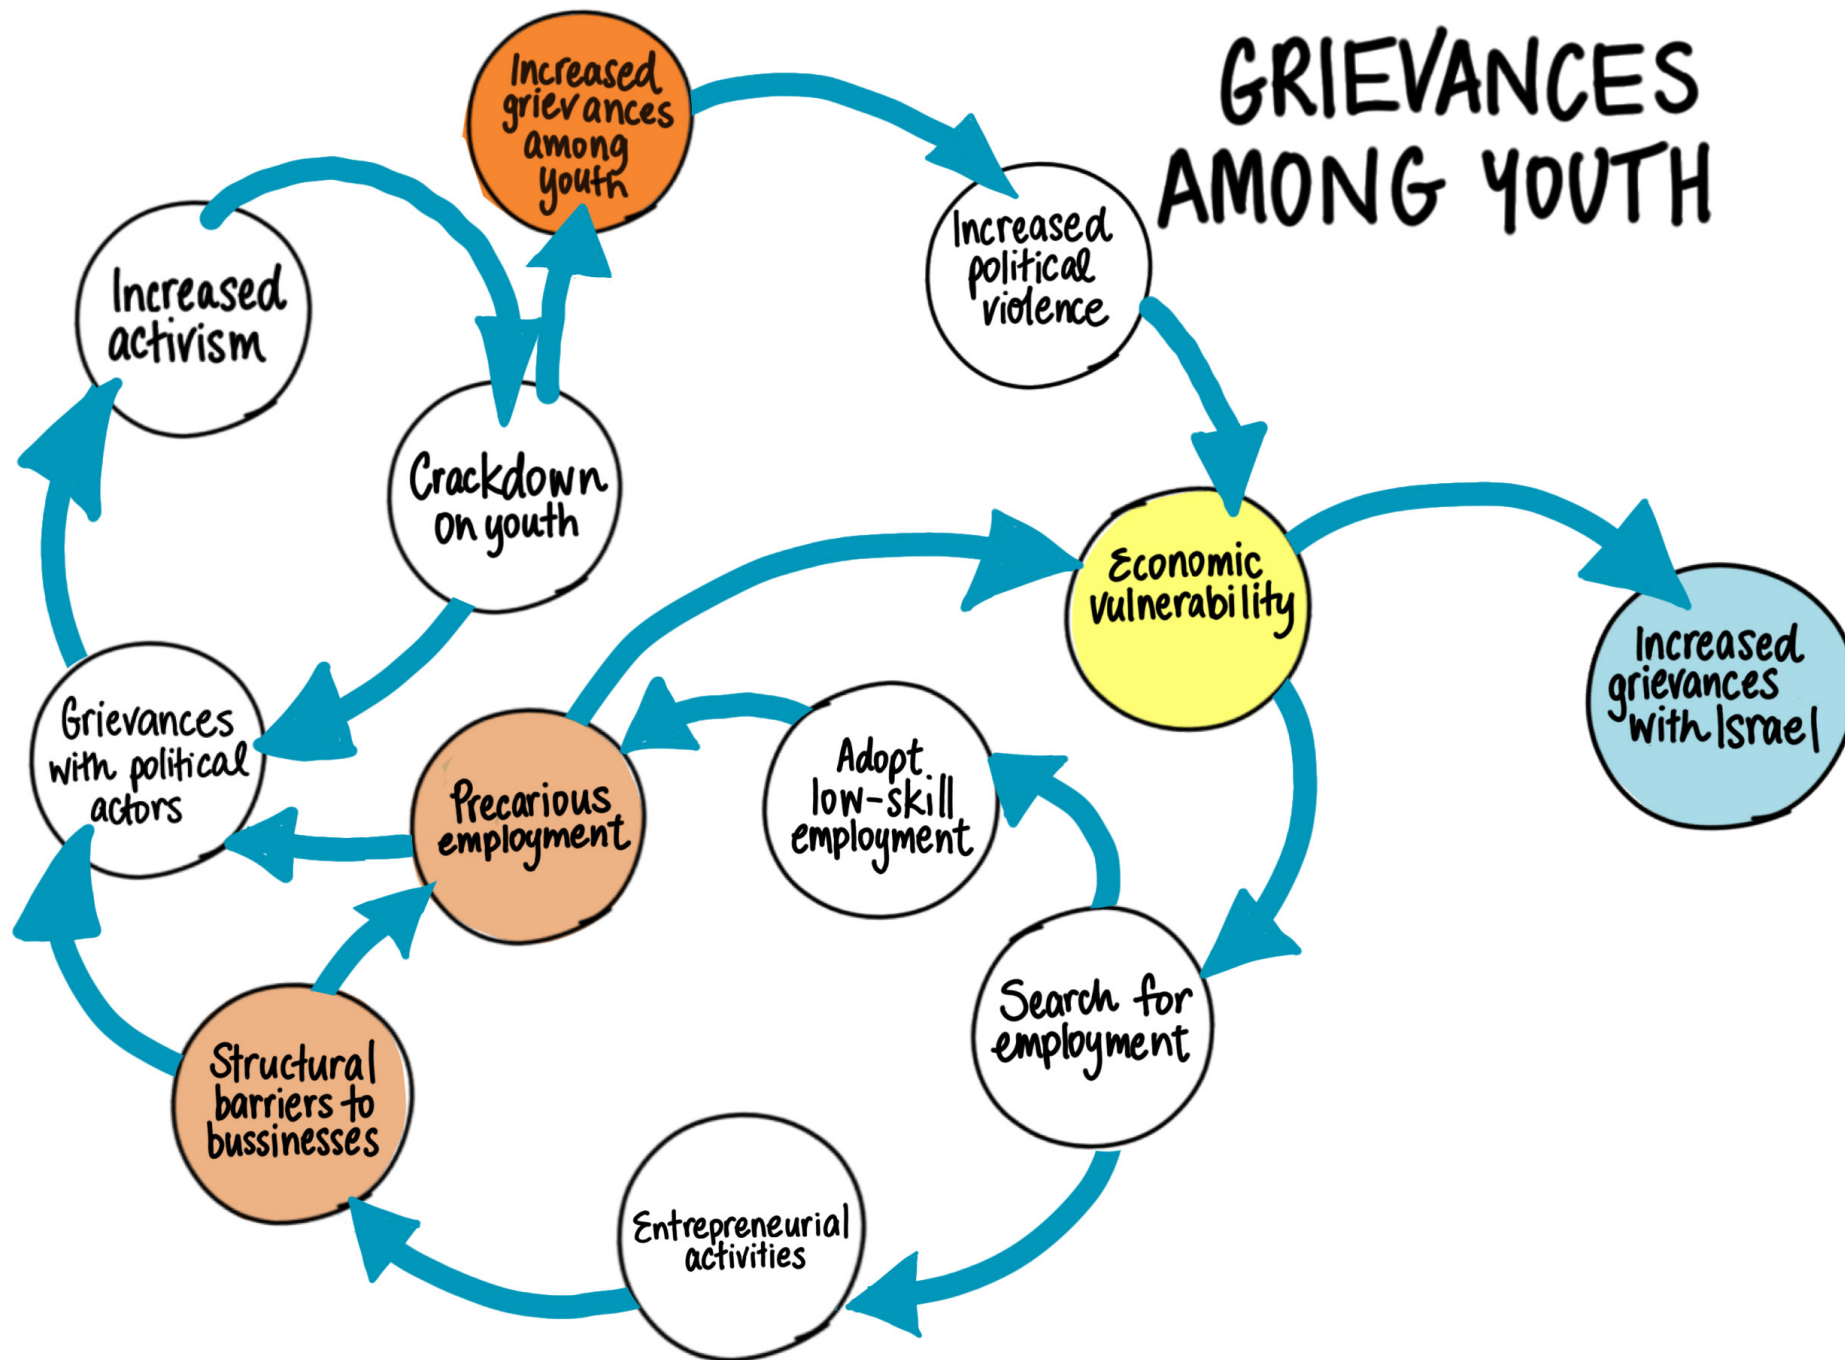 GRIEVANCES
AMONG YOUTH
Increased
grievances
among
youth
Increased
political
violence
Increased
activism
Crackdown
on youth
Economic
vulnerability
Increased
grievances
with Israel
Grievances
with political
actors
Precarious
employment
Adopt
low-skill
employment
Search for
employment
Structural
barriers to
bussinesses
Entrepreneurial
activities